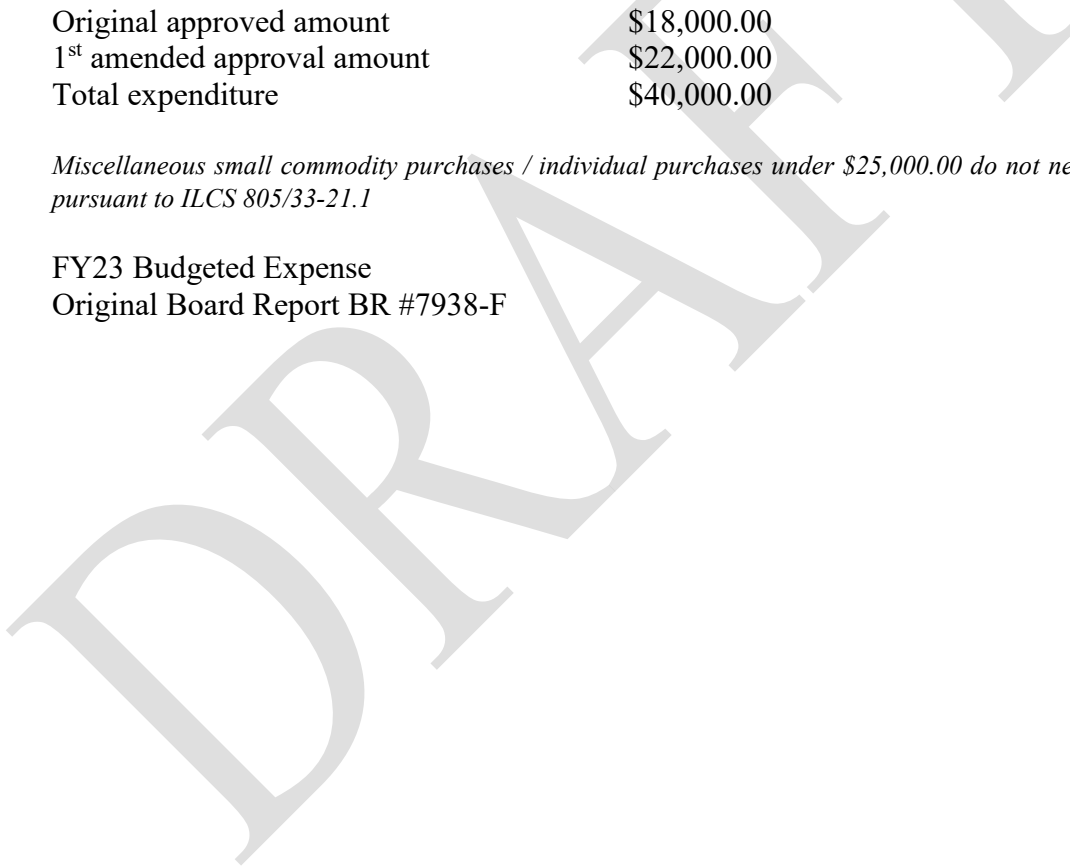 Original approved amount $18,000.00
1st amended approval amount $22,000.00
Total expenditure $40,000.00
Miscellaneous small commodity purchases / individual purchases under $25,000.00 do not
pursuant to ILCS 805/33-21.1
FY23 Budgeted Expense
Original Board Report BR #7938-F
DRAFT